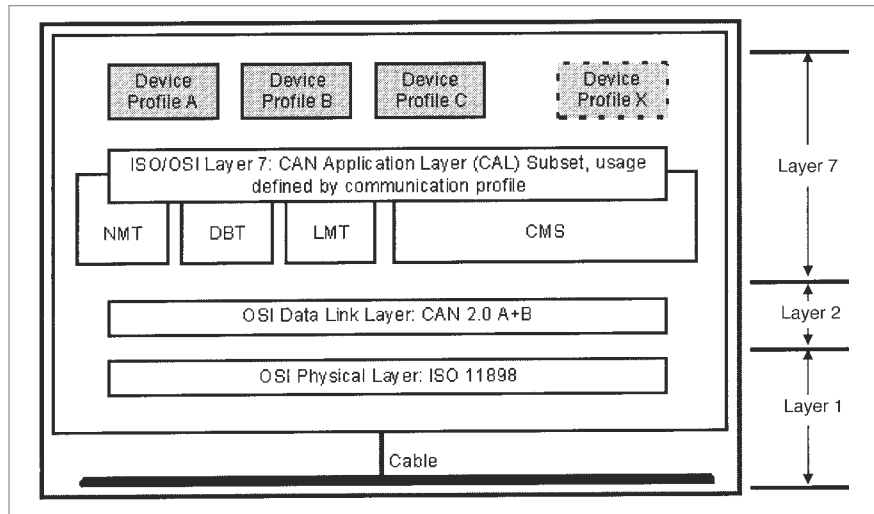 Device
Profile A
Device
Profile B
Device
Profile C
Device
Profile X
ISO/OSI Layer 7: CAN Application Layer (CAL) Subset, usage
defined by communication profile
NMT
DBT
LMT
CMS
OSI Data Link Layer: CAN 2.0 A+B
OSI Physical Layer: ISO 11898
Cable
Layer 7
Layer 2
Layer 1